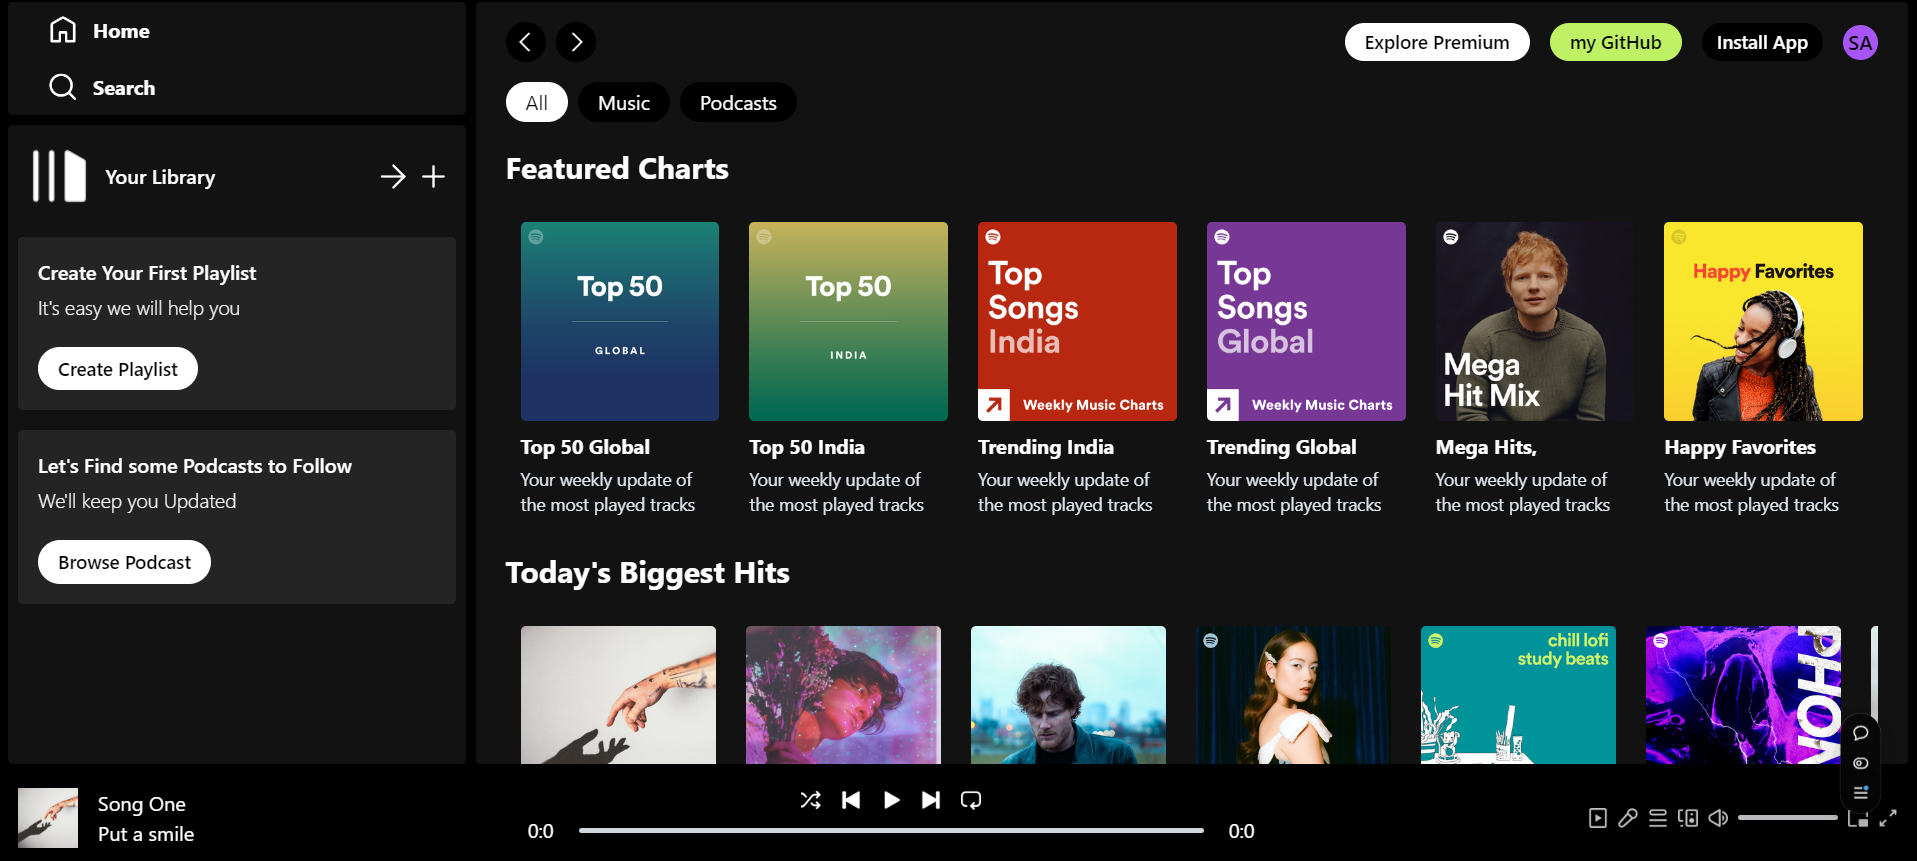 Home
Search
Your Library
Create Your First Playlist
It's easy we will help you
Create Playlist
Let's Find some Podcasts to Follow
We'll keep you Updated
Browse Podcast
Explore Premium
my GitHub
Install App
SA
All
Music
Podcasts
Featured Charts
Top 50
GLOBAL
Top 50 Global
Your weekly update of
the most played tracks
Top 50
INDIA
Top 50 India
Your weekly update of
the most played tracks
Top
Songs
India
Weekly Music Charts
Trending India
Your weekly update of
the most played tracks
Top
Songs
Global
Weekly Music Charts
Trending Global
Your weekly update of
the most played tracks
Mega
Hit Mix
Mega Hits,
Your weekly update of
the most played tracks
Happy Favorites
Happy Favorites
Your weekly update of
the most played tracks
Today's Biggest Hits
chill lofi
study beats
PHON
Song One
Put a smile
0:0
0:0